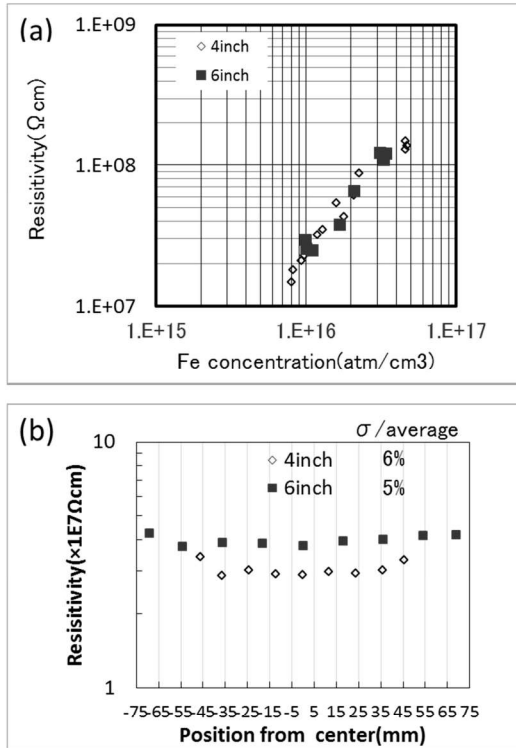 (a)
1.E+09
4inch
6inch
1.E+08
1.E+07
Resisitivity(Ωcm)
1.E+15 1.E+16 1.E+17
Fe concentration(atm/cm3)
(b)
σ/average
10
4inch 6%
6inch 5%
Resisitivity(×1E7Ωcm)
1
-75-65-55-45-35-25-15 -5 5 15 25 35 45 55 65 75
Position from center(mm)